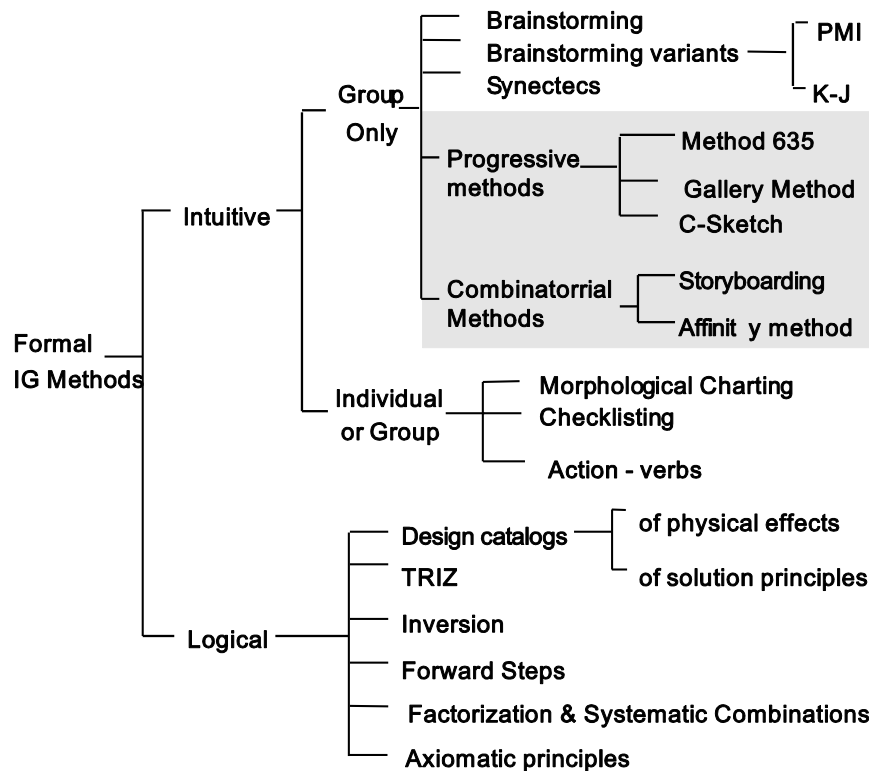 Brainstorming
Brainstorming variants
PMI
Synectecs
K-J
Group
Only
Progressive
methods
Method 635
Gallery Method
C-Sketch
Intuitive
Combinatorrial
Methods
Storyboarding
Affinit y method
Formal
IG Methods
Individual
or Group
Morphological Charting
Checklisting
Action - verbs
Design catalogs
of physical effects
of solution principles
TRIZ
Inversion
Logical
Forward Steps
Factorization & Systematic Combinations
Axiomatic principles